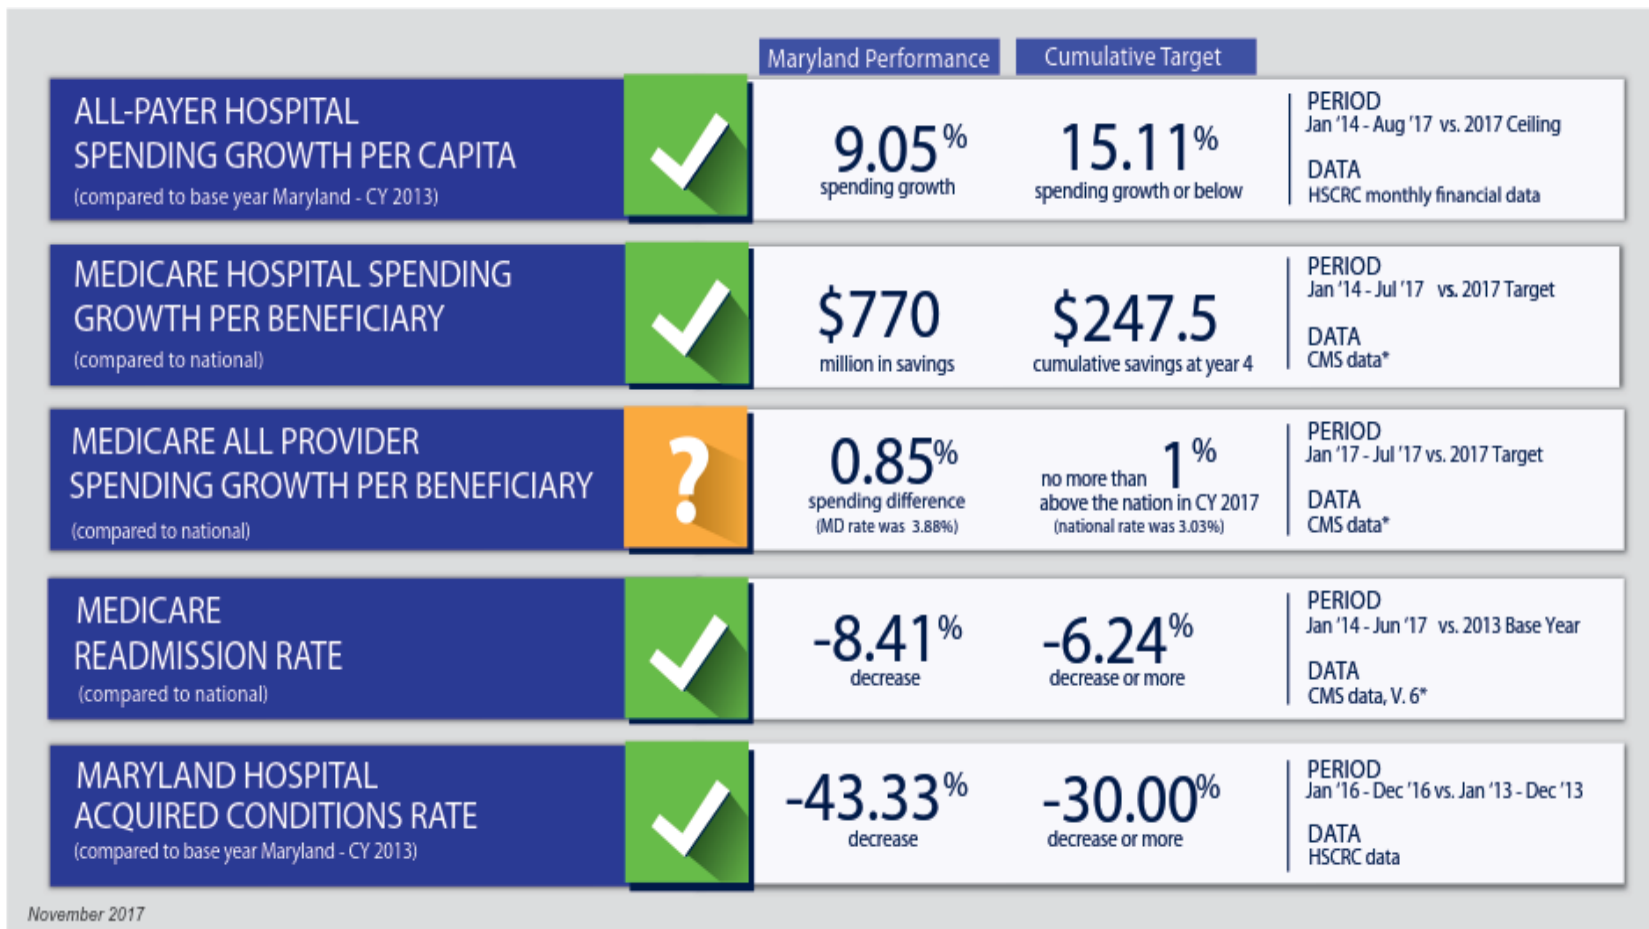 Maryland Performance
Cumulative Target
ALL-PAYER HOSPITAL
SPENDING GROWTH PER CAPITA
(compared to base year Maryland - CY 2013)
9.05%
spending growth
15.11%
spending growth or below
PERIOD
Jan '14 - Aug '17 vs. 2017 Ceiling
DATA
HSCRC monthly financial data
MEDICARE HOSPITAL SPENDING
GROWTH PER BENEFICIARY
(compared to national)
$770
million in savings
$247.5
cumulative savings at year 4
PERIOD
Jan '14 - Jul '17 vs. 2017 Target
DATA
CMS data*
MEDICARE ALL PROVIDER
SPENDING GROWTH PER BENEFICIARY
(compared to national)
?
0.85%
spending difference
(MD rate was 3.88%)
no more than 1%
above the nation in CY 2017
(national rate was 3.03%)
PERIOD
Jan '17 - Jul '17 vs. 2017 Target
DATA
CMS data*
MEDICARE
READMISSION RATE
(compared to national)
-8.41%
decrease
-6.24%
decrease or more
PERIOD
Jan '14 - Jun '17 vs. 2013 Base Year
DATA
CMS data, V. 6*
MARYLAND HOSPITAL
ACQUIRED CONDITIONS RATE
(compared to base year Maryland - CY 2013)
-43.33%
decrease
-30.00%
decrease or more
PERIOD
Jan '16 - Dec '16 vs. Jan '13 - Dec '13
DATA
HSCRC data
November 2017